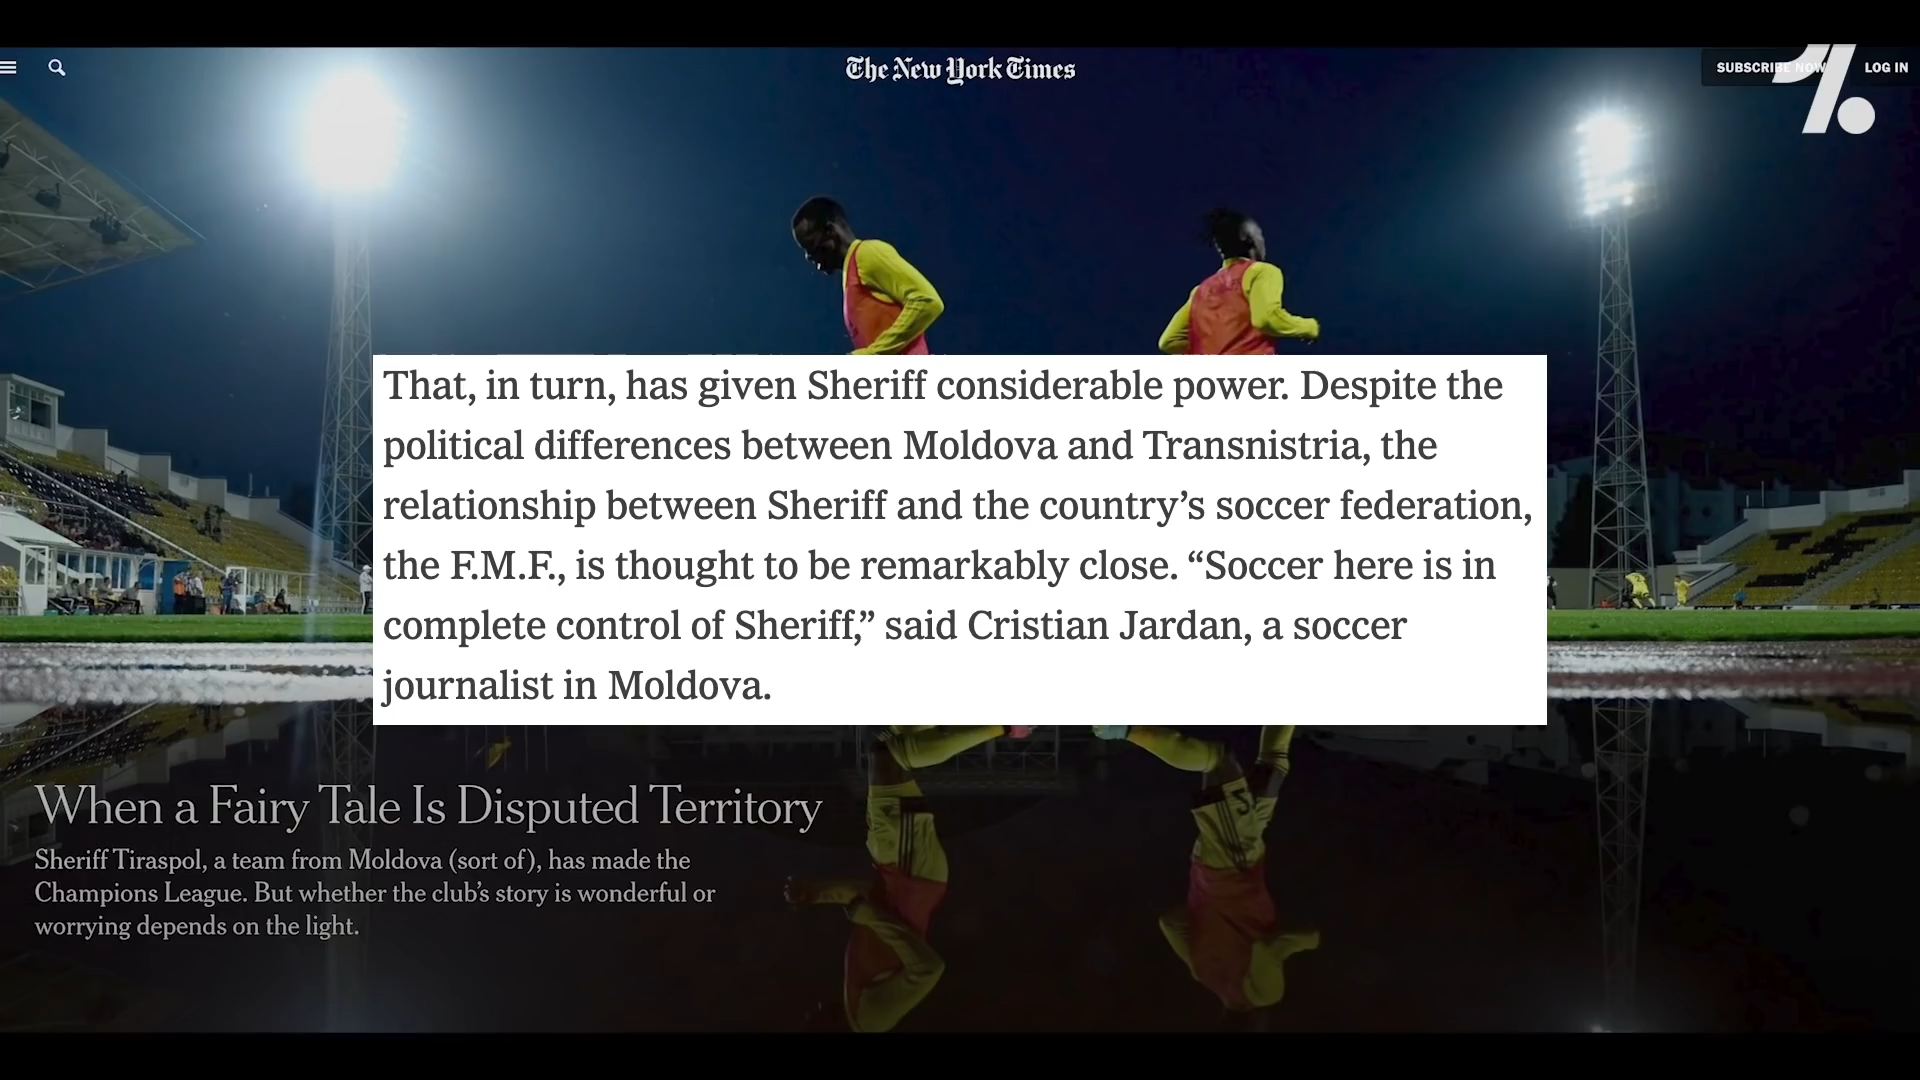 The New York Times
SUBSCRIBE NOW
LOG IN
That, in turn, has given Sheriff considerable power. Despite the
political differences between Moldova and Transnistria, the
relationship between Sheriff and the country’s soccer federation,
the F.M.F., is thought to be remarkably close. “Soccer here is in
complete control of Sheriff,” said Cristian Jardan, a soccer
journalist in Moldova.
When a Fairy Tale Is Disputed Territory
Sheriff Tiraspol, a team from Moldova (sort of), has made the
Champions League. But whether the club’s story is wonderful or
worrying depends on the light.